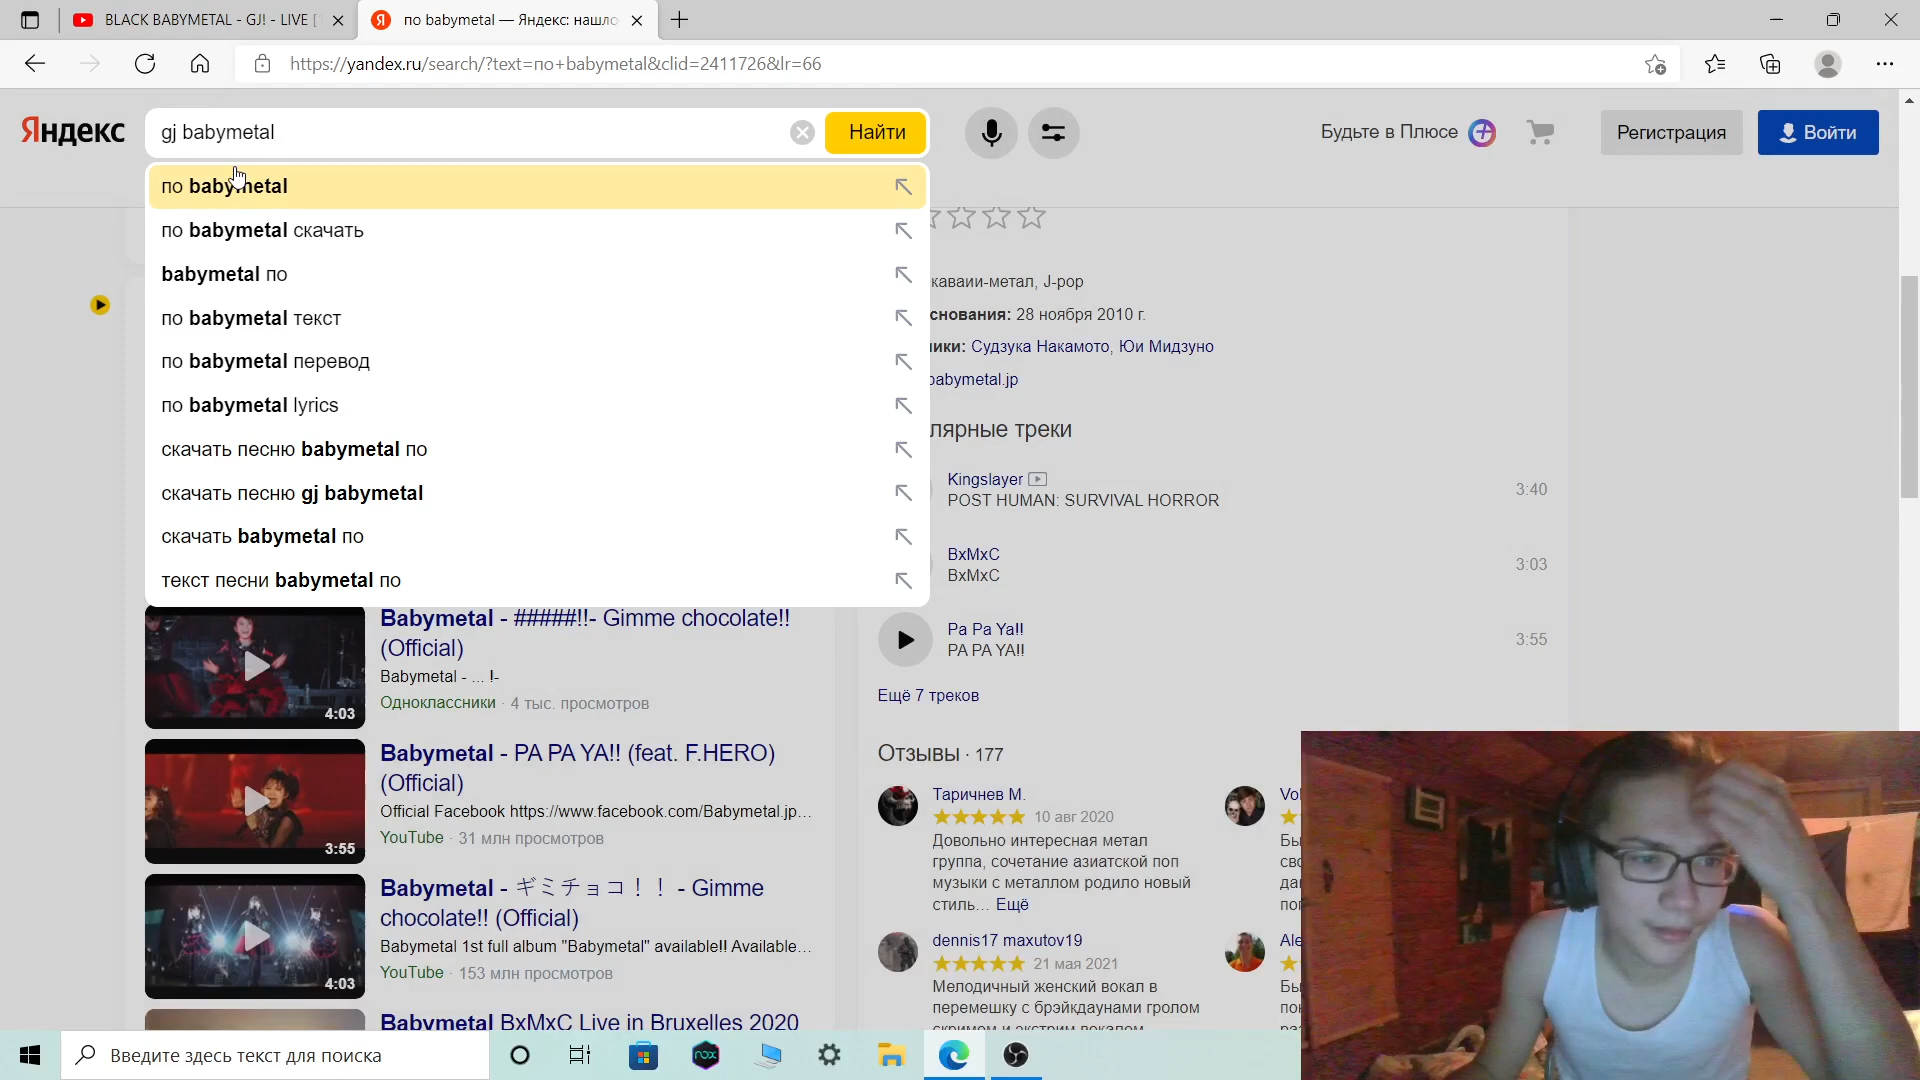 BLACK BABYMETAL - GJ! - LIVE [
по babymetal — Яндекс: нашло
https://yandex.ru/search/?text=по+babymetal&clid=2411726&lr=66
Яндекс
gj babymetal
Найти
Будьте в Плюсе
Регистрация
Войти
по babymetal
по babymetal скачать
babymetal по
по babymetal текст
по babymetal перевод
по babymetal lyrics
скачать песню babymetal по
скачать песню gj babymetal
скачать babymetal по
текст песни babymetal по
каваии-метал, J-pop
снования: 28 ноября 2010 г.
ики: Судзука Накамото, Юи Мидзуно
babymetal.jp
лярные треки
Kingslayer
POST HUMAN: SURVIVAL HORROR
3:40
BxMxC
BxMxC
3:03
Pa Pa Ya!!
PA PA YA!!
3:55
Ещё 7 треков
Babymetal - #####!!- Gimme chocolate!!
(Official)
Babymetal - ... !-
Одноклассники · 4 тыс. просмотров
4:03
Babymetal - PA PA YA!! (feat. F.HERO)
(Official)
Official Facebook https://www.facebook.com/Babymetal.jp...
YouTube · 31 млн просмотров
3:55
Babymetal - ギミチョコ！！ - Gimme
chocolate!! (Official)
Babymetal 1st full album "Babymetal" available!! Available...
YouTube · 153 млн просмотров
4:03
Babymetal BxMxC Live in Bruxelles 2020
Отзывы · 177
Таричнев М.
10 авг 2020
Довольно интересная метал
группа, сочетание азиатской поп
музыки с металлом родило новый
стиль... Ещё
dennis17 maxutov19
21 мая 2021
Мелодичный женский вокал в
перемешку с брэйкдаунами гролом
скримом и экстрим вокалом
Введите здесь текст для поиска
nox